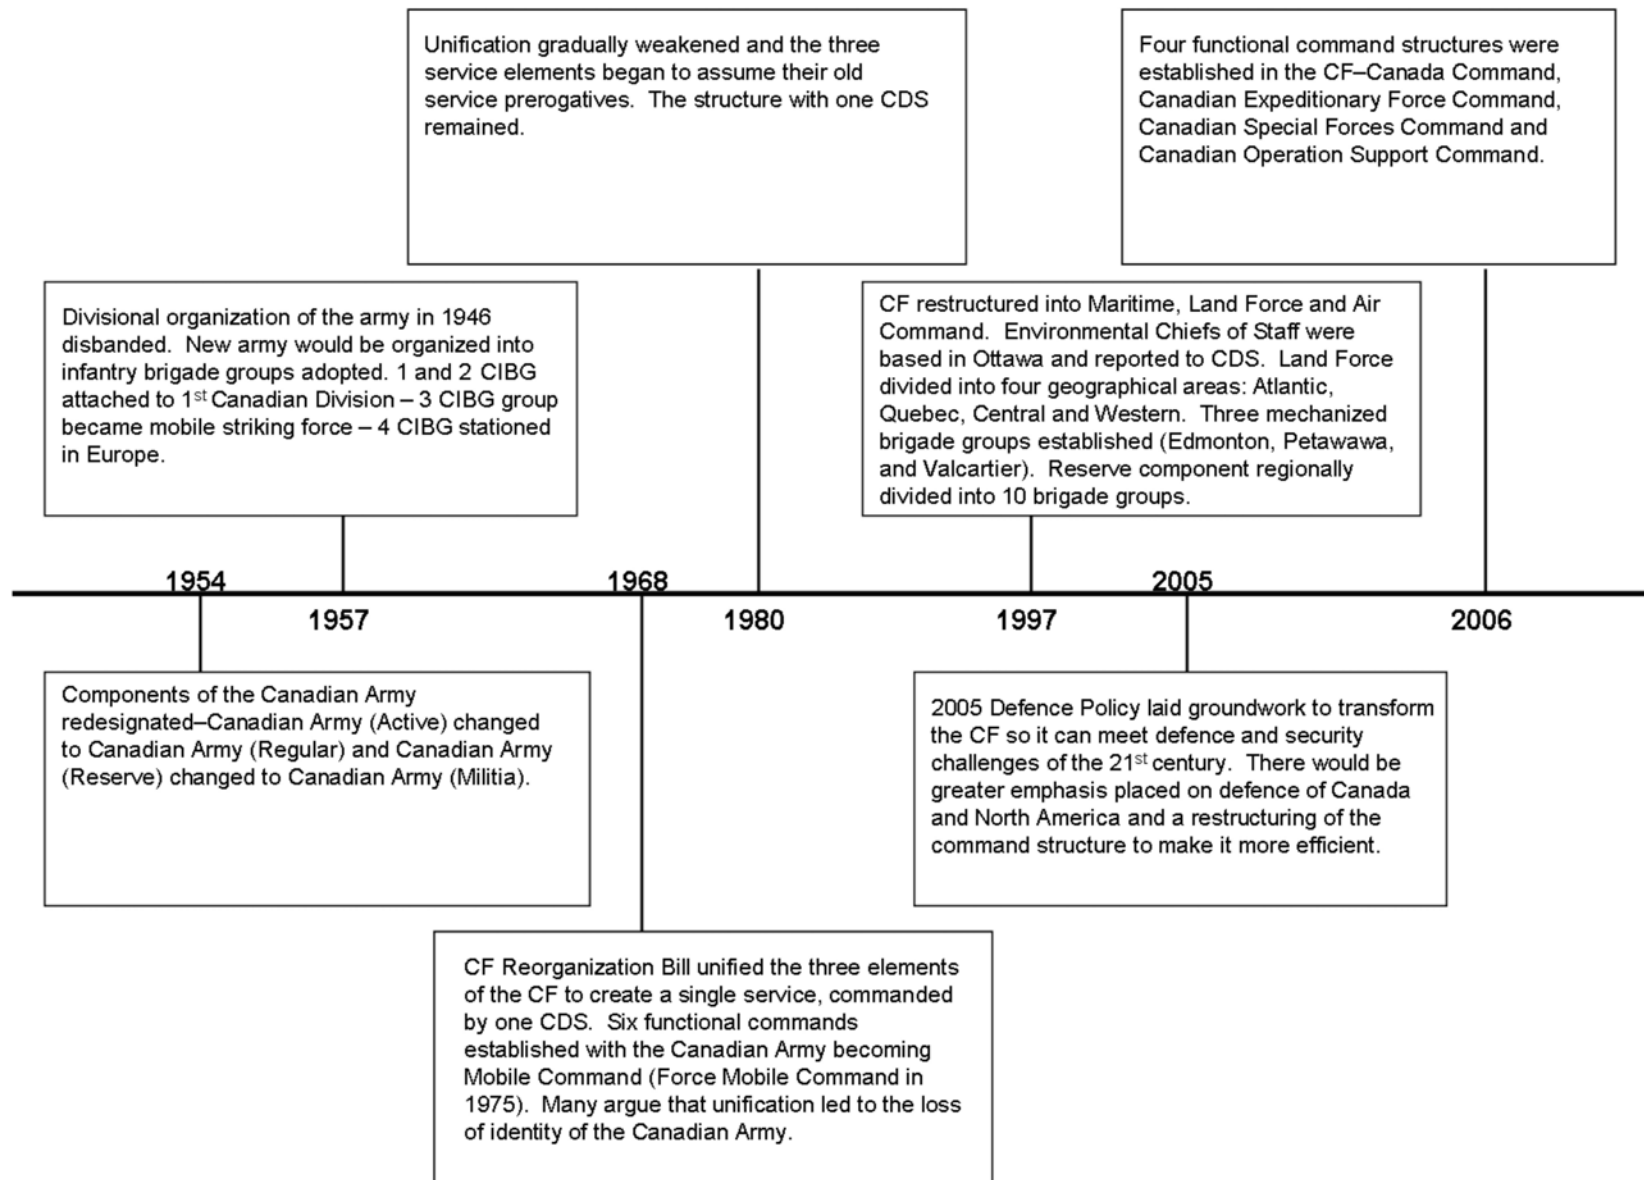 Unification gradually weakened and the three
service elements began to assume their old
service prerogatives.  The structure with one CDS
remained.
Four functional command structures were
established in the CF–Canada Command,
Canadian Expeditionary Force Command,
Canadian Special Forces Command and
Canadian Operation Support Command.
Divisional organization of the army in 1946
disbanded.  New army would be organized into
infantry brigade groups adopted. 1 and 2 CIBG
attached to 1st Canadian Division – 3 CIBG group
became mobile striking force – 4 CIBG stationed
in Europe.
CF restructured into Maritime, Land Force and Air
Command.  Environmental Chiefs of Staff were
based in Ottawa and reported to CDS.  Land Force
divided into four geographical areas: Atlantic,
Quebec, Central and Western.  Three mechanized
brigade groups established (Edmonton, Petawawa,
and Valcartier).  Reserve component regionally
divided into 10 brigade groups.
1954
1968
2005
1957
1980
1997
2006
Components of the Canadian Army
redesignated–Canadian Army (Active) changed
to Canadian Army (Regular) and Canadian Army
(Reserve) changed to Canadian Army (Militia).
2005 Defence Policy laid groundwork to transform
the CF so it can meet defence and security
challenges of the 21st century.  There would be
greater emphasis placed on defence of Canada
and North America and a restructuring of the
command structure to make it more efficient.
CF Reorganization Bill unified the three elements
of the CF to create a single service, commanded
by one CDS.  Six functional commands
established with the Canadian Army becoming
Mobile Command (Force Mobile Command in
1975).  Many argue that unification led to the loss
of identity of the Canadian Army.